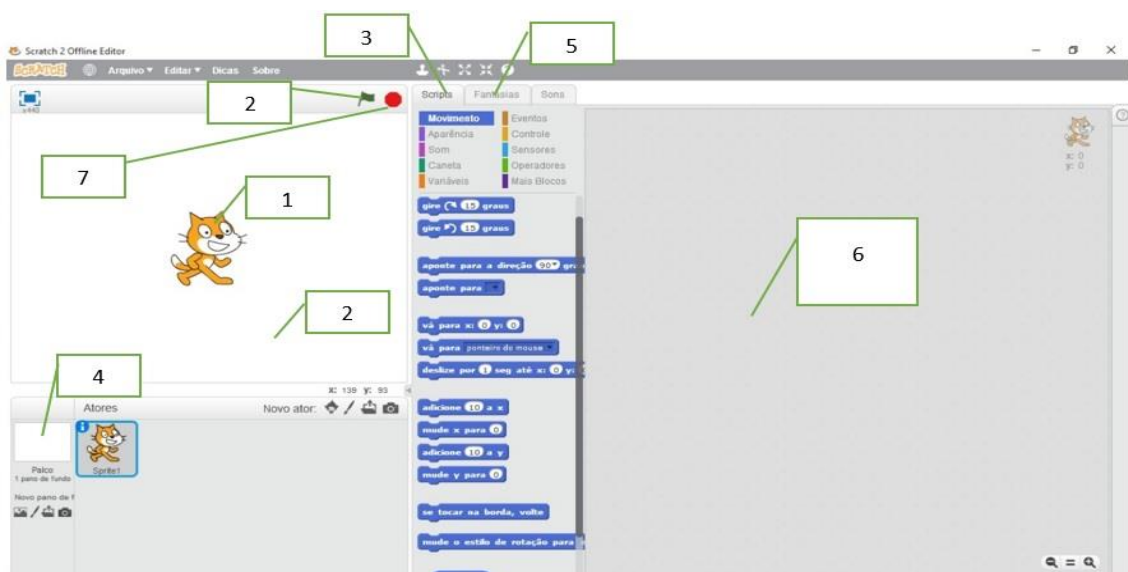 3
5
Scratch 2 Offline Editor
SCRATCH Arquivo Editar Dicas Sobre
2
7
1
2
4
x: 139 y: 93
Atores Novo ator:
Sprite1
Palco
1 pano de fundo
Novo pano de f
Scripts Fantasias Sons
Movimento Eventos
Aparência Controle
Som Sensores
Caneta Operadores
Variáveis Mais Blocos
gire 15 graus
gire 15 graus
aponte para a direção 90 gra
aponte para
vá para x: 0 y: 0
vá para ponteiro do mouse
deslize por 1 seg até x: 0 y:
adicione 10 a x
mude x para 0
adicione 10 a y
mude y para 0
se tocar na borda, volte
mude o estilo de rotação para
x: 0
y: 0
6